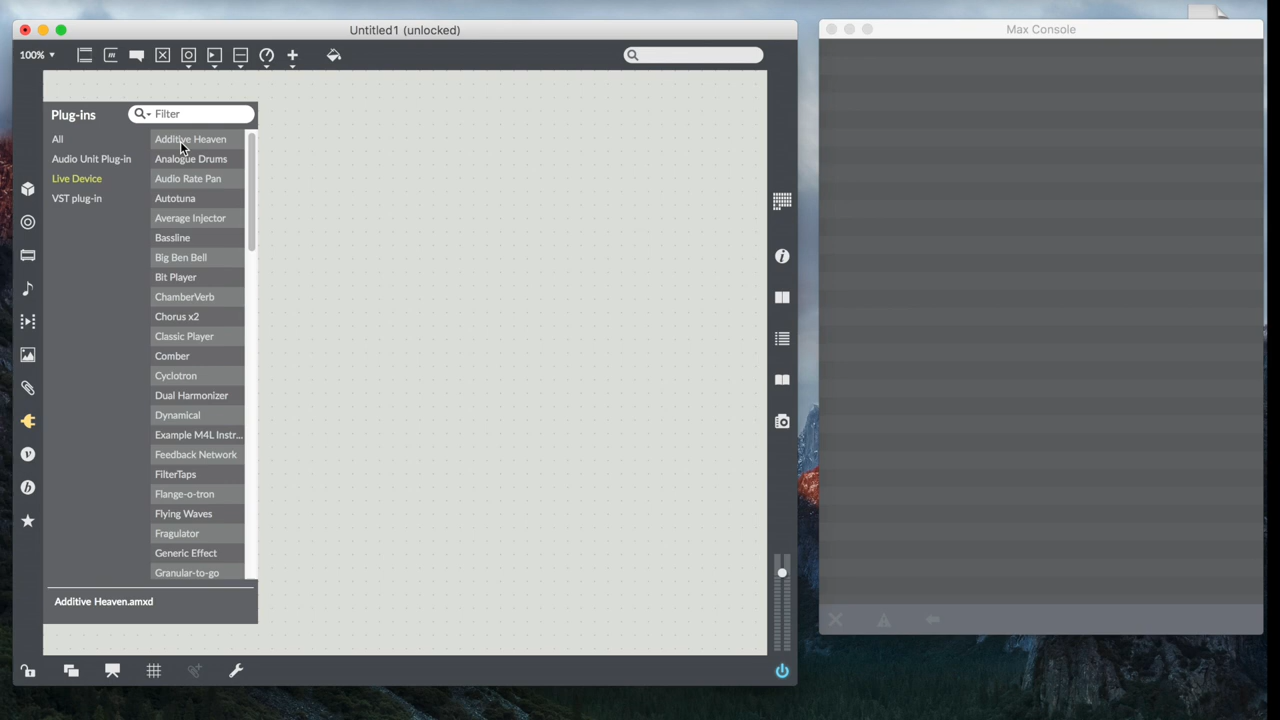 Untitled1 (unlocked)
Max Console
100%
Plug-ins
Filter
All
Audio Unit Plug-in
Live Device
VST plug-in
Additive Heaven
Analogue Drums
Audio Rate Pan
Autotuna
Average Injector
Bassline
Big Ben Bell
Bit Player
ChamberVerb
Chorus x2
Classic Player
Comber
Cyclotron
Dual Harmonizer
Dynamical
Example M4L Instr...
Feedback Network
FilterTaps
Flange-o-tron
Flying Waves
Fragulator
Generic Effect
Granular-to-go
Additive Heaven.amxd